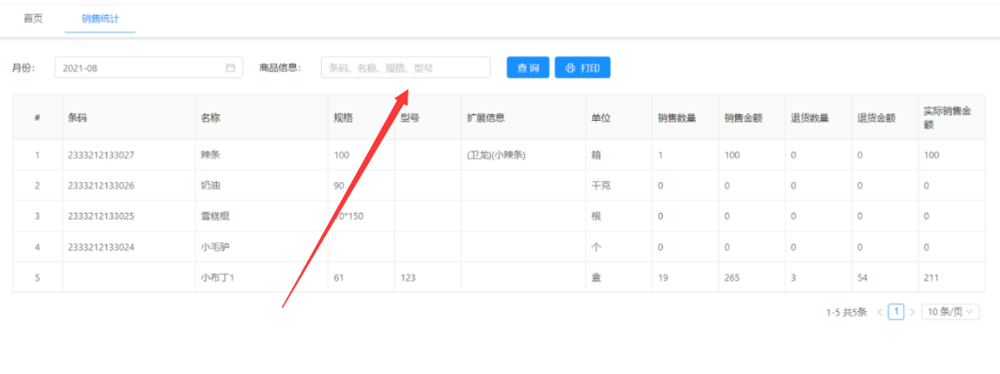 首页 销售统计
月份： 2021-08 商品信息： 条码、名称、规格、型号 查 询 打印
# 条码 名称 规格 型号 扩展信息 单位 销售数量 销售金额 退货数量 退货金额 实际销售金
额
1 2333212133027 辣条 100 (卫龙)(小辣条) 箱 1 100 0 0 100
2 2333212133026 奶油 90 千克 0 0 0 0 0
3 2333212133025 雪糕棍 0*150 根 0 0 0 0 0
4 2333212133024 小毛驴 个 0 0 0 0 0
5 小布丁1 61 123 盒 19 265 3 54 211
1-5 共5条 < 1 > 10 条/页